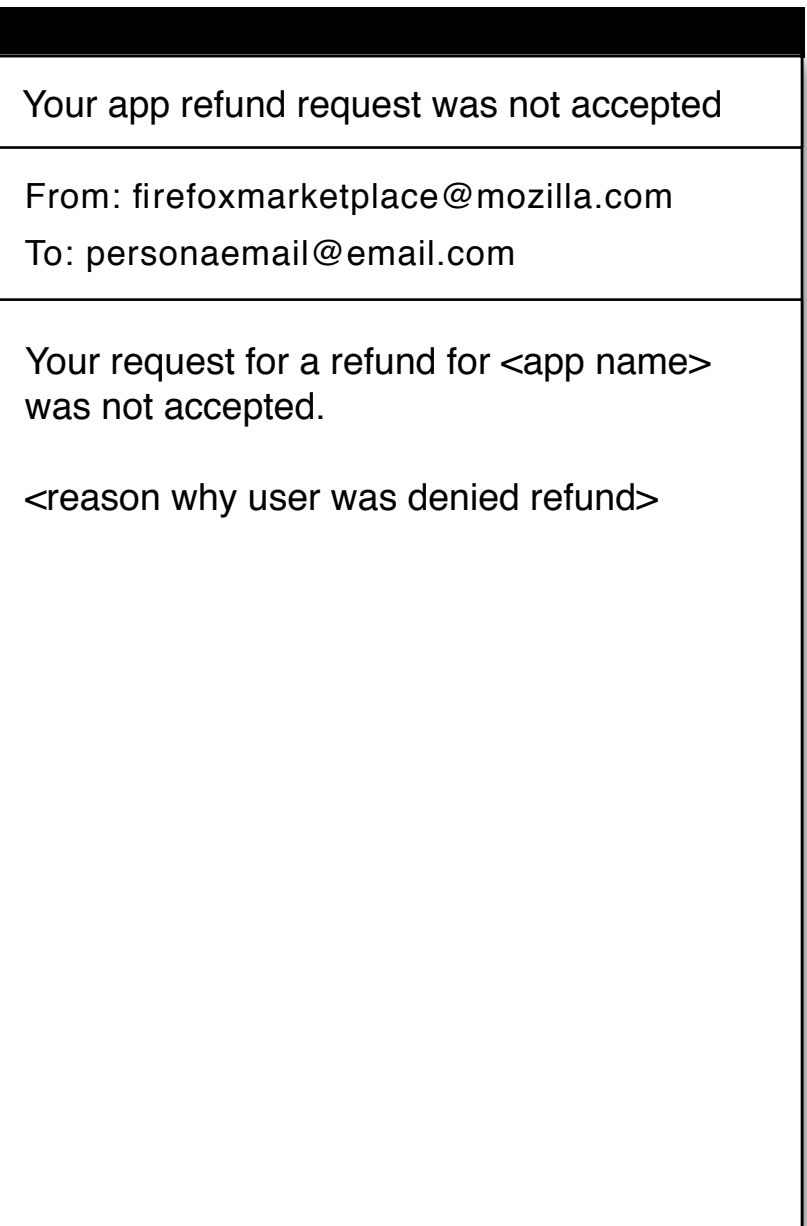 Your app refund request was not accepted
From: firefoxmarketplace@mozilla.com
To: personaemail@email.com
Your request for a refund for <app name>
was not accepted.
<reason why user was denied refund>